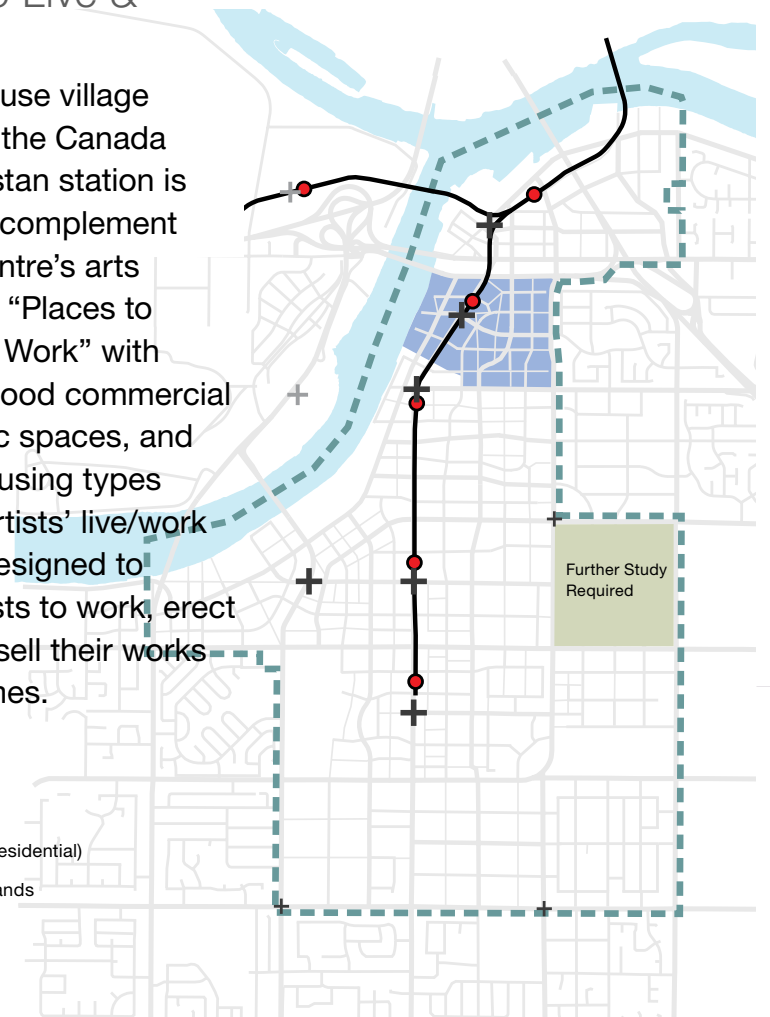 Live &
use village
the Canada
stan station is
complement
ntre's arts
"Places to
Work" with
ood commercial
c spaces, and
using types
rtists' live/work
esigned to
sts to work, erect
sell their works
nes.
Further Study
Required
esidential)
ands